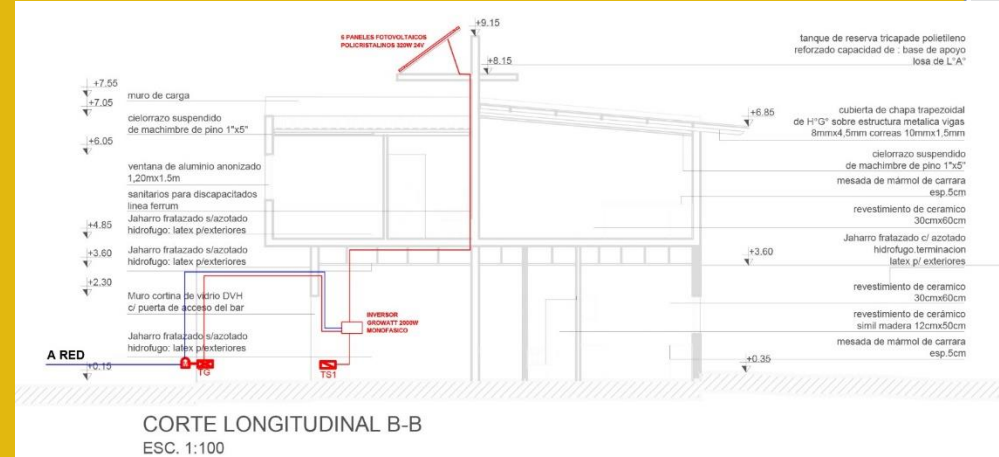 6 PANELES FOTOVOLTAICOS
POLICRISTALINOS 320W 24V
+9.15
+8.15
tanque de reserva tricapade polietileno
reforzado capacidad de : base de apoyo
losa de L°A°
+7.55
+7.05
+6.05
muro de carga
cielorrazo suspendido
de machimbre de pino 1"x5"
ventana de aluminio anonizado
1,20mx1.5m
sanitarios para discapacitados
linea ferrum
Jaharro fratazado s/azotado
hidrofugo: latex p/exteriores
+4.85
+3.60
Jaharro fratazado s/azotado
hidrofugo: latex p/exteriores
+2.30
Muro cortina de vidrio DVH
c/ puerta de acceso del bar
Jaharro fratazado s/azotado
hidrofugo: latex p/exteriores
A RED
+0.15
TG
TS1
INVERSOR
GROWATT 2000W
MONOFASICO
+6.85
cubierta de chapa trapezoidal
de H°G° sobre estructura metalica vigas
8mmx4,5mm correas 10mmx1,5mm
cielorrazo suspendido
de machimbre de pino 1"x5"
mesada de mármol de carrara
esp.5cm
revestimiento de ceramico
30cmx60cm
+3.60
Jaharro fratazado c/ azotado
hidrofugo.terminacion
latex p/ exteriores
revestimiento de ceramico
30cmx60cm
revestimiento de cerámico
simil madera 12cmx50cm
mesada de mármol de carrara
esp.5cm
+0.35
CORTE LONGITUDINAL B-B
ESC. 1:100